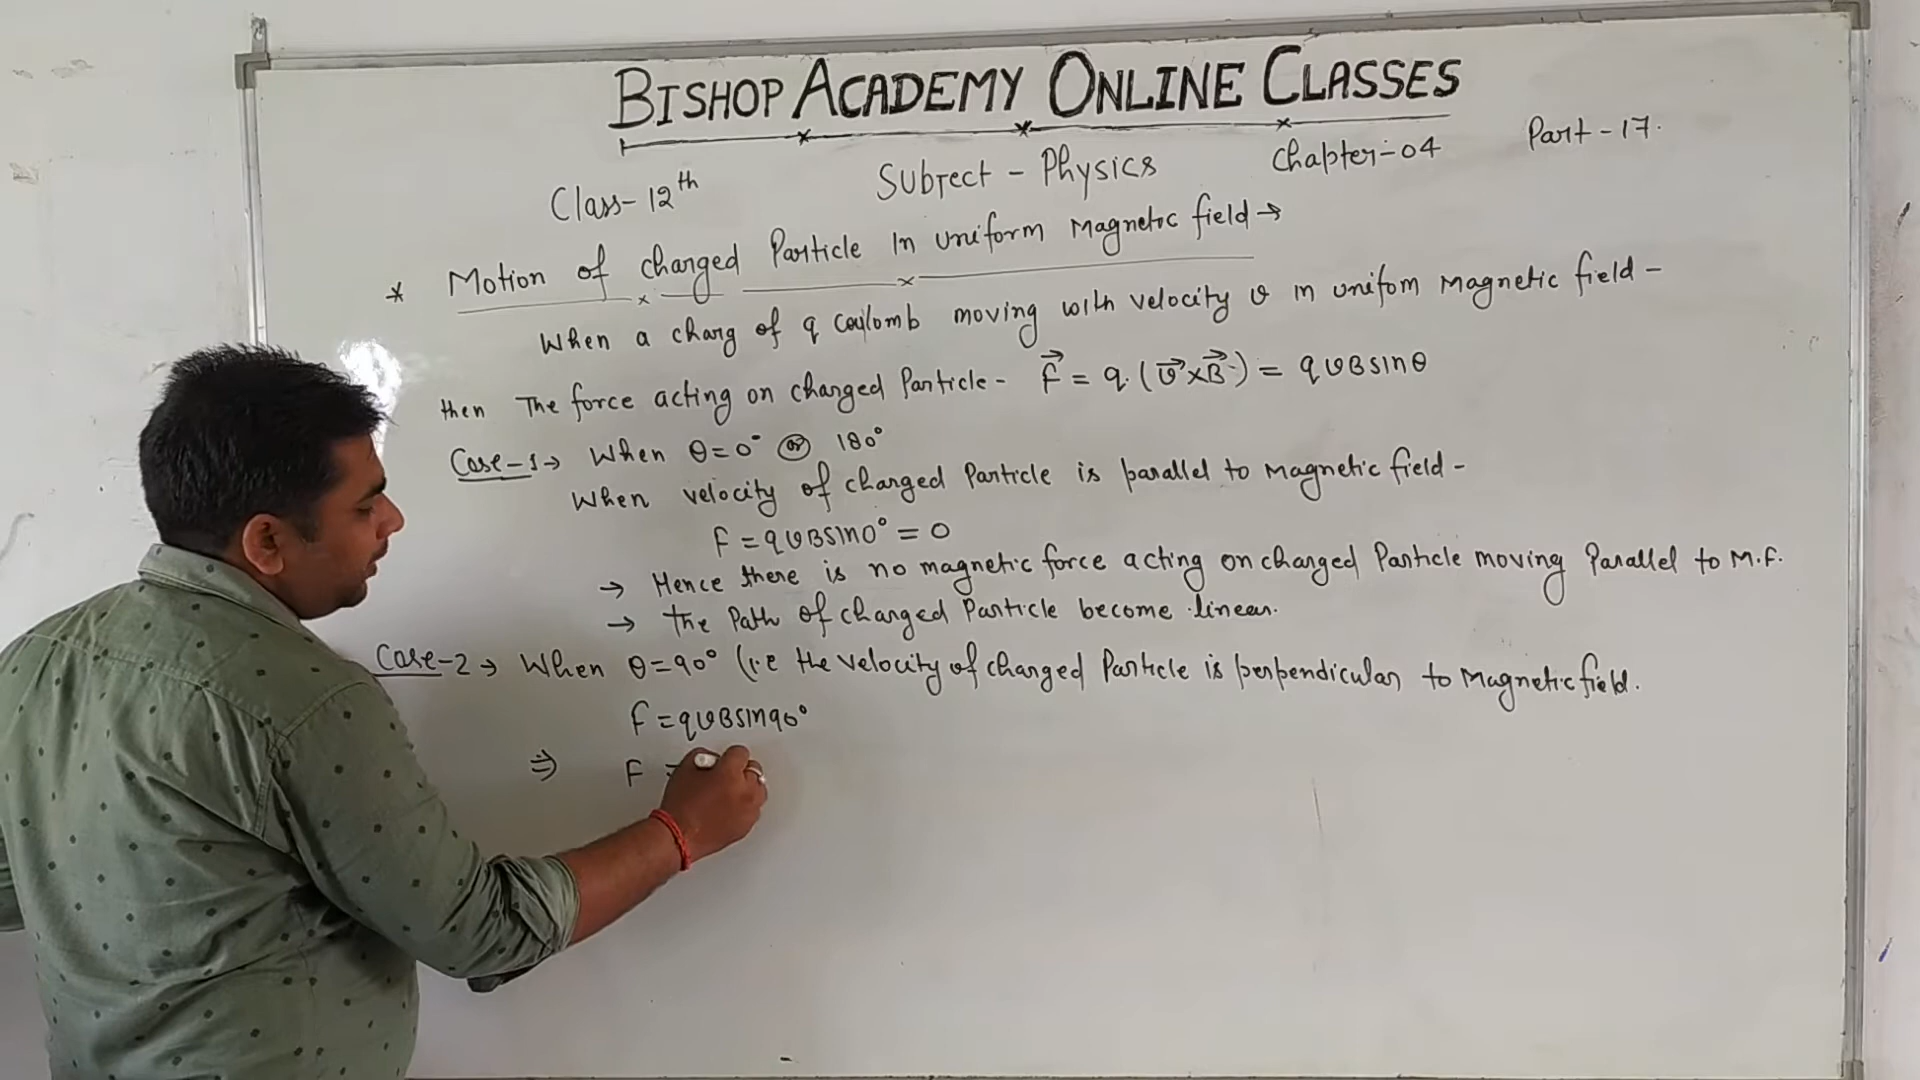 BISHOP ACADEMY ONLINE CLASSES
Class-12th Subject - Physics Chapter-04 Part-17.
* Motion of charged Particle In Uniform Magnetic field →
When a charg of q coulomb moving with velocity v in unifom Magnetic field -
then The force acting on charged Particle - F⃗ = q.(v⃗×B⃗) = qvBsinθ
Case-1→ When θ=0° or 180°
When velocity of charged Particle is parallel to Magnetic field -
F = qvBsin0° = 0
→ Hence there is no magnetic force acting on charged Particle moving Parallel to M.F.
→ The Path of charged Particle become linear.
Case-2→ When θ=90° (i.e the velocity of charged Particle is perpendicular to Magnetic field.
F = qvBsin90°
⇒ F =